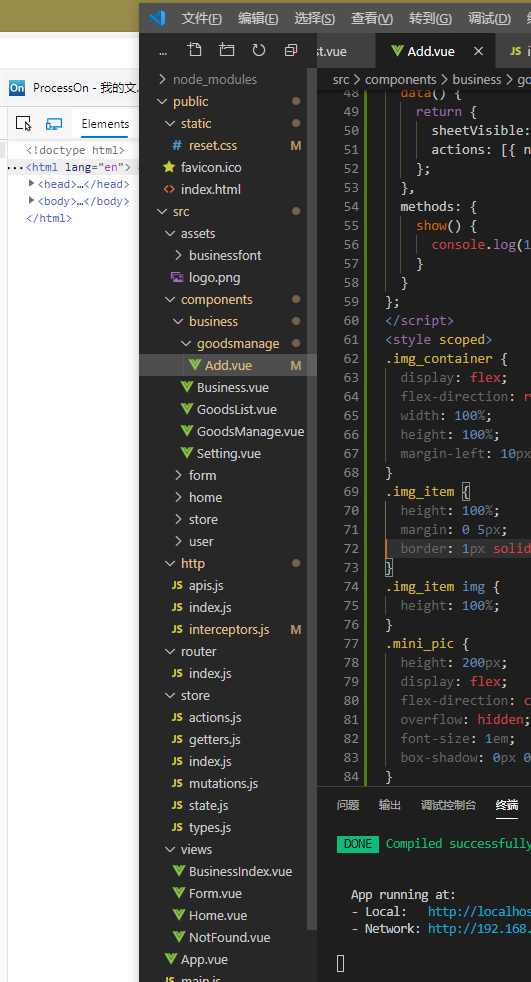 文件(F) 编辑(E) 选择(S) 查看(V) 转到(G) 调试(D)
... st.vue Add.vue JS
src > components > business > go
On ProcessOn - 我的文
Elements
<!doctype html>
...<html lang="en">
<head>…</head>
<body>…</body>
</html>
node_modules
public
static
# reset.css M
favicon.ico
<> index.html
src
assets
businessfont
logo.png
components
business
goodsmanage
Add.vue M
Business.vue
GoodsList.vue
GoodsManage.vue
Setting.vue
form
home
store
user
http
JS apis.js
JS index.js
JS interceptors.js M
router
JS index.js
store
JS actions.js
JS getters.js
JS index.js
JS mutations.js
JS state.js
JS types.js
views
BusinessIndex.vue
Form.vue
Home.vue
NotFound.vue
App.vue
main.js
48 data() {
49 return {
50 sheetVisible:
51 actions: [{ n
52 };
53 },
54 methods: {
55 show() {
56 console.log(1
57 }
58 }
59 };
60 </script>
61 <style scoped>
62 .img_container {
63 display: flex;
64 flex-direction: r
65 width: 100%;
66 height: 100%;
67 margin-left: 10px
68 }
69 .img_item {
70 height: 100%;
71 margin: 0 5px;
72 border: 1px solid
73 }
74 .img_item img {
75 height: 100%;
76 }
77 .mini_pic {
78 height: 200px;
79 display: flex;
80 flex-direction: c
81 overflow: hidden;
82 font-size: 1em;
83 box-shadow: 0px 0
84 }
问题 输出 调试控制台 终端
DONE Compiled successfully
App running at:
- Local: http://localhos
- Network: http://192.168.